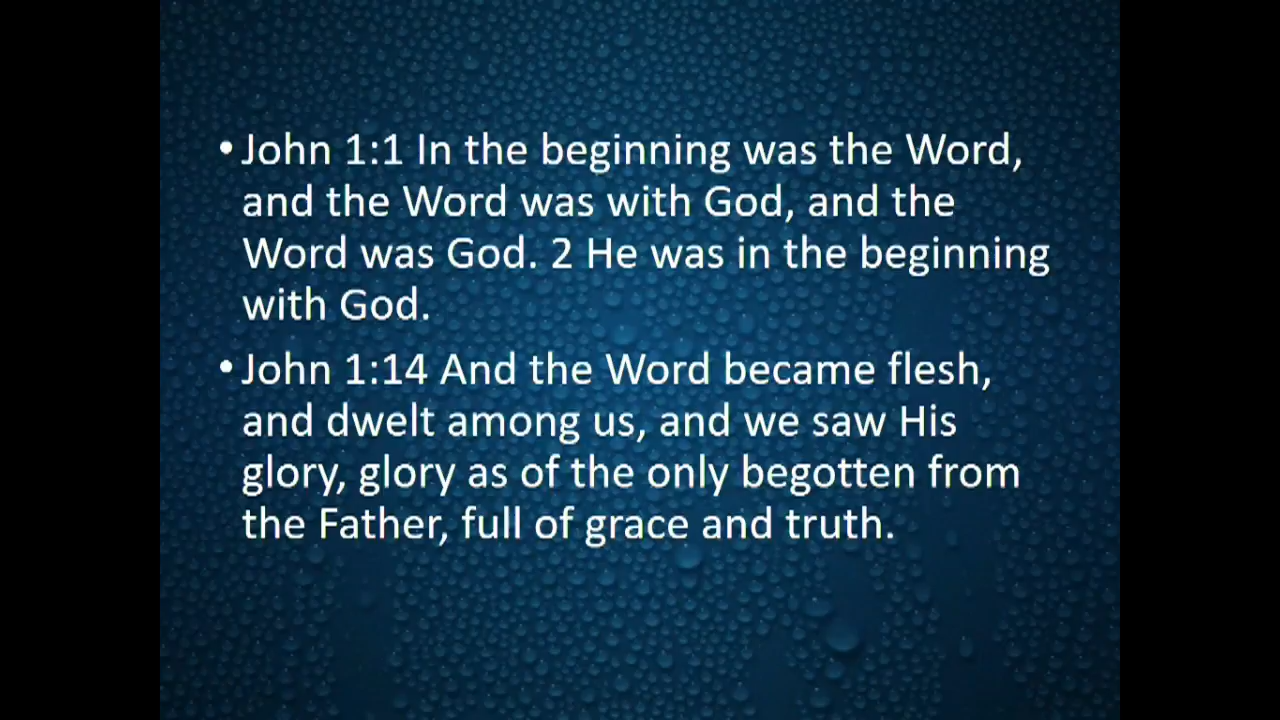 •John 1:1 In the beginning was the Word,
and the Word was with God, and the
Word was God. 2 He was in the beginning
with God.
•John 1:14 And the Word became flesh,
and dwelt among us, and we saw His
glory, glory as of the only begotten from
the Father, full of grace and truth.